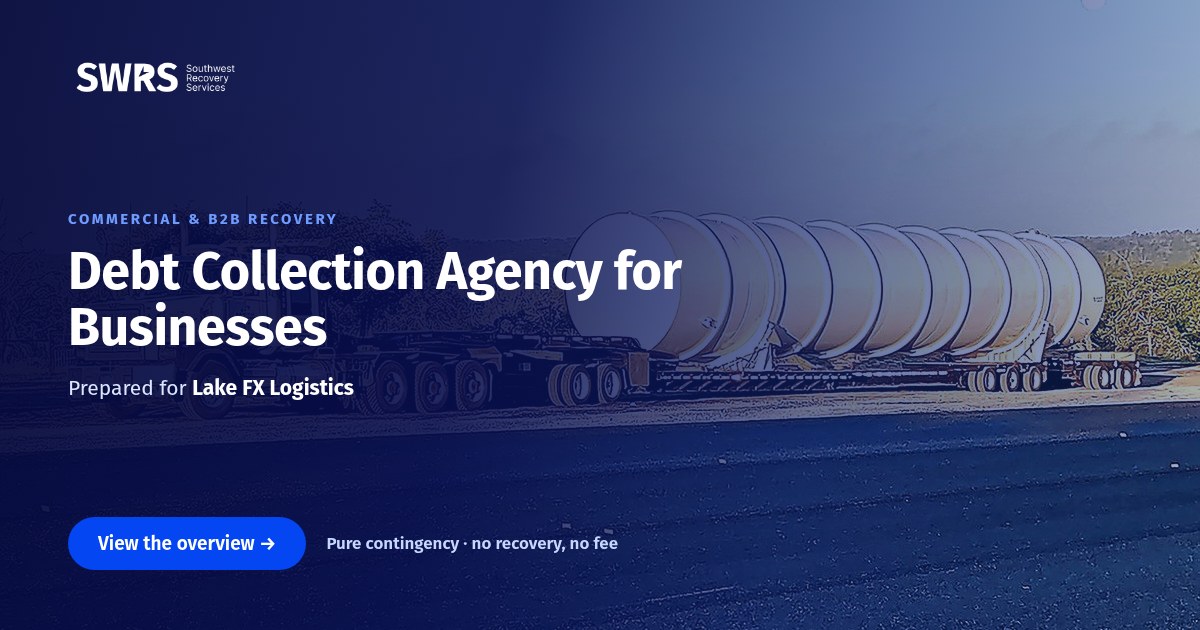 SWRS Southwest
Recovery
Services
COMMERCIAL & B2B RECOVERY
Debt Collection Agency for
Businesses
Prepared for Lake FX Logistics
View the overview →
Pure contingency · no recovery, no fee